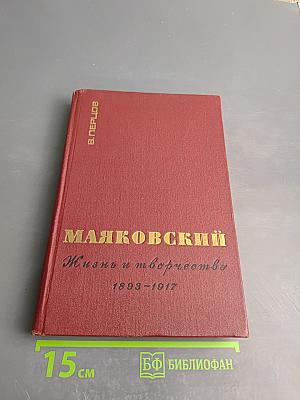 В. ПЕРЦОВ
МАЯКОВСКИЙ
Жизнь и творчество
1893-1917
15 см
БФ БИБЛИОФАН